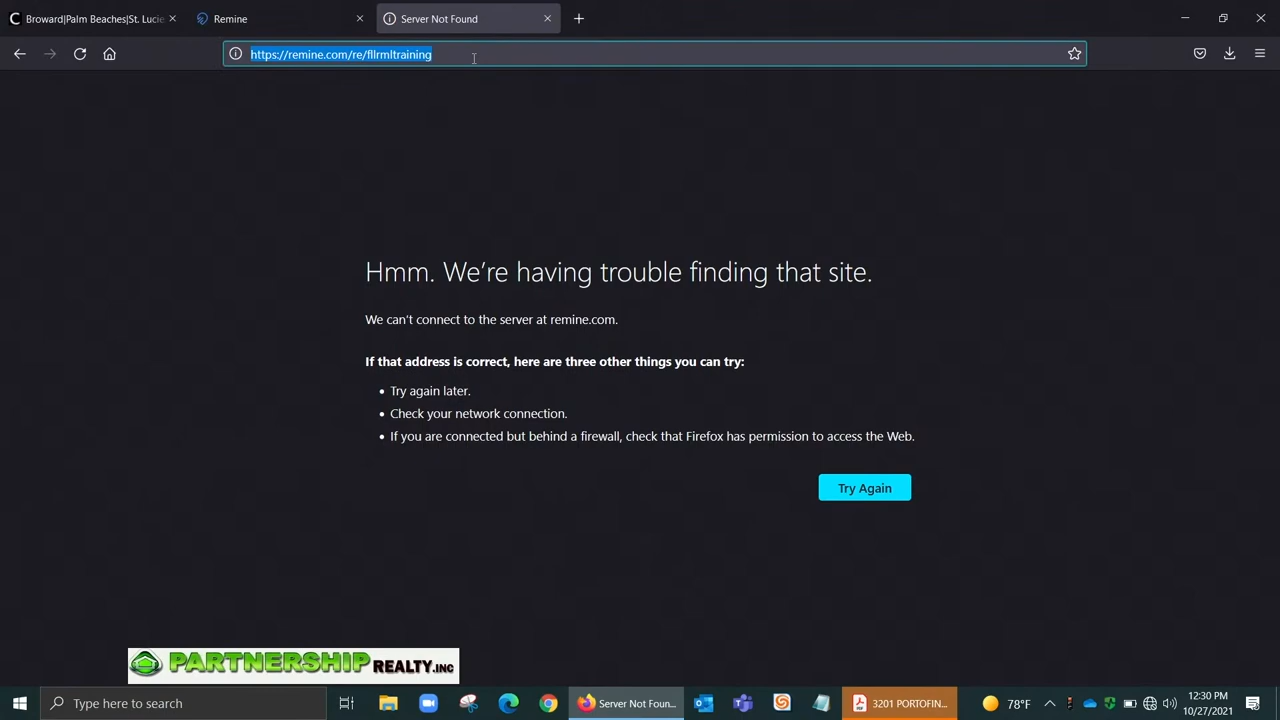 Broward|Palm Beaches|St. Lucie
Remine
Server Not Found
https://remine.com/re/fllrmltraining
Hmm. We're having trouble finding that site.
We can't connect to the server at remine.com.
If that address is correct, here are three other things you can try:
Try again later.
Check your network connection.
If you are connected but behind a firewall, check that Firefox has permission to access the Web.
Try Again
PARTNERSHIP REALTY.INC
Type here to search
Server Not Foun...
3201 PORTOFIN...
78°F
12:30 PM
10/27/2021